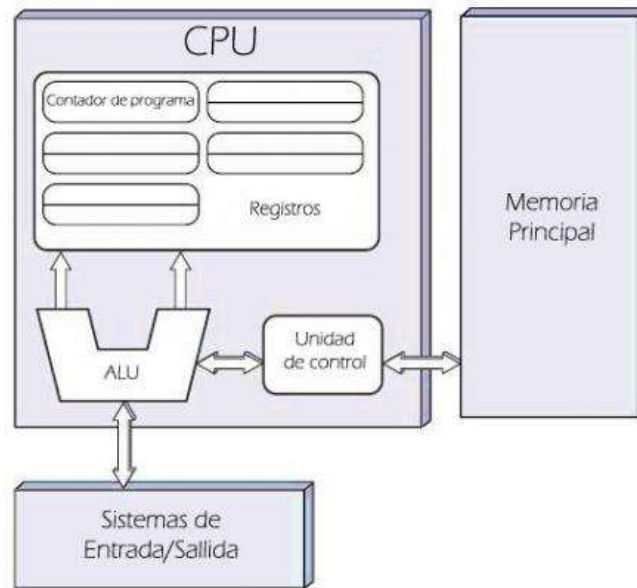 CPU
Contador de programa
Registros
ALU
Unidad
de control
Memoria
Principal
Sistemas de
Entrada/Sallida